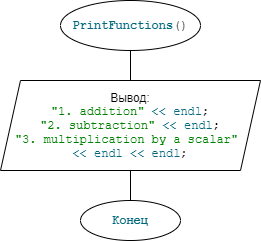 PrintFunctions()
Вывод:
"1. addition" << endl;
"2. subtraction" << endl;
"3. multiplication by a scalar"
<< endl << endl;
Конец